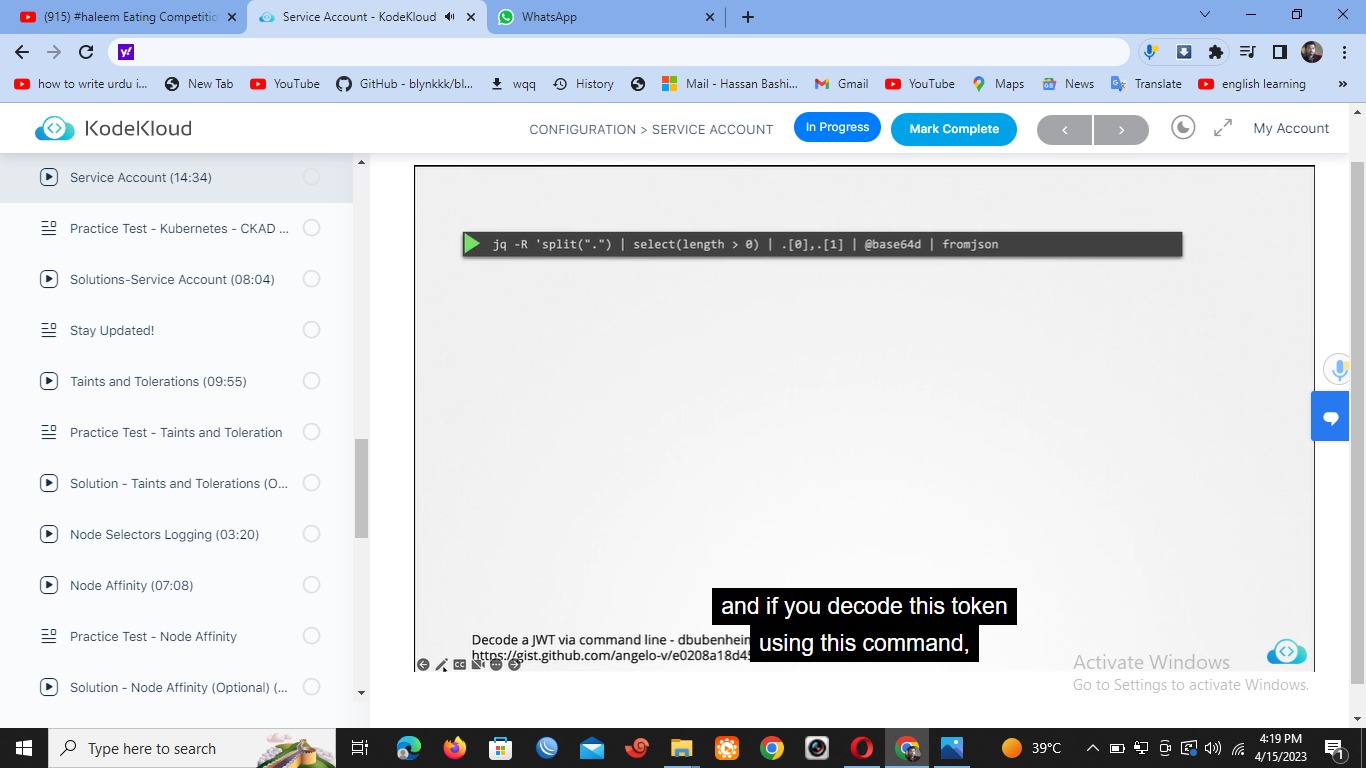 (915) #haleem Eating Competitio
Service Account - KodeKloud
WhatsApp
y!
how to write urdu i...
New Tab
YouTube
GitHub - blynkkk/bl...
wqq
History
Mail - Hassan Bashi...
Gmail
YouTube
Maps
News
Translate
english learning
»
KodeKloud
CONFIGURATION > SERVICE ACCOUNT
In Progress
Mark Complete
My Account
Service Account (14:34)
Practice Test - Kubernetes - CKAD ...
Solutions-Service Account (08:04)
Stay Updated!
Taints and Tolerations (09:55)
Practice Test - Taints and Toleration
Solution - Taints and Tolerations (O...
Node Selectors Logging (03:20)
Node Affinity (07:08)
Practice Test - Node Affinity
Solution - Node Affinity (Optional) (...
jq -R 'split(".") | select(length > 0) | .[0],.[1] | @base64d | fromjson
and if you decode this token
using this command,
Decode a JWT via command line - dbubenhein
https://gist.github.com/angelo-v/e0208a18d4
Activate Windows
Go to Settings to activate Windows.
Type here to search
39°C
4:19 PM
4/15/2023
1